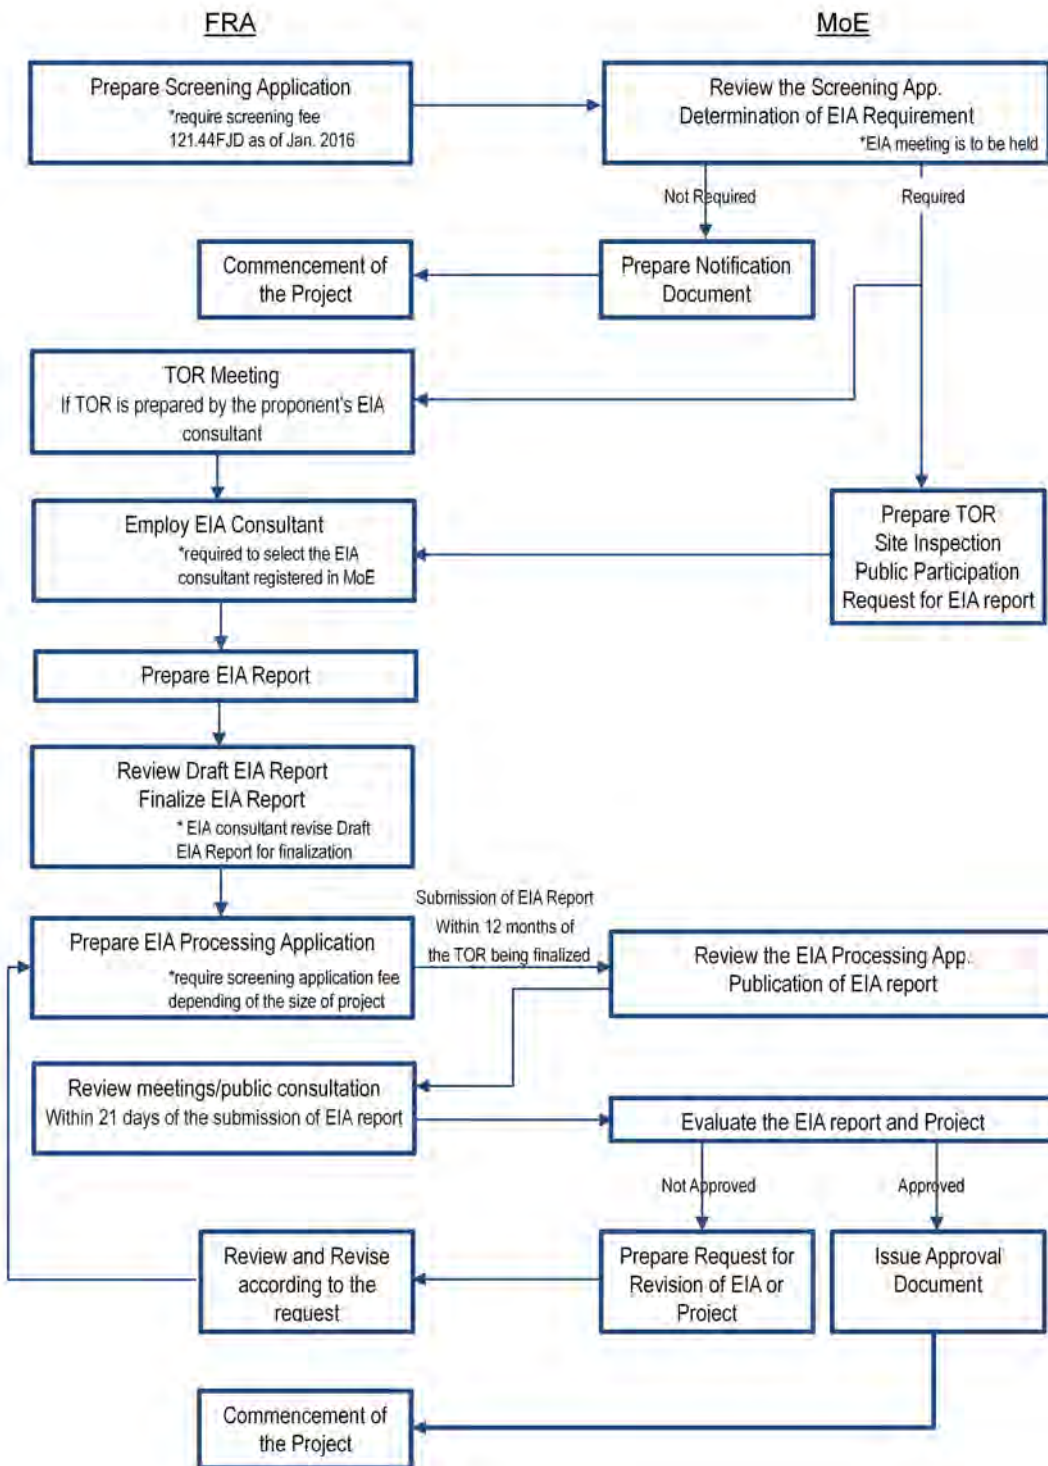 FRA
MoE
Prepare Screening Application
*require screening fee
121.44FJD as of Jan. 2016
Review the Screening App.
Determination of EIA Requirement
*EIA meeting is to be held
Not Required
Required
Commencement of
the Project
Prepare Notification
Document
TOR Meeting
If TOR is prepared by the proponent's EIA
consultant
Employ EIA Consultant
*required to select the EIA
consultant registered in MoE
Prepare TOR
Site Inspection
Public Participation
Request for EIA report
Prepare EIA Report
Review Draft EIA Report
Finalize EIA Report
* EIA consultant revise Draft
EIA Report for finalization
Submission of EIA Report
Within 12 months of
the TOR being finalized
Prepare EIA Processing Application
*require screening application fee
depending of the size of project
Review the EIA Processing App.
Publication of EIA report
Review meetings/public consultation
Within 21 days of the submission of EIA report
Evaluate the EIA report and Project
Not Approved
Approved
Review and Revise
according to the
request
Prepare Request for
Revision of EIA or
Project
Issue Approval
Document
Commencement of
the Project